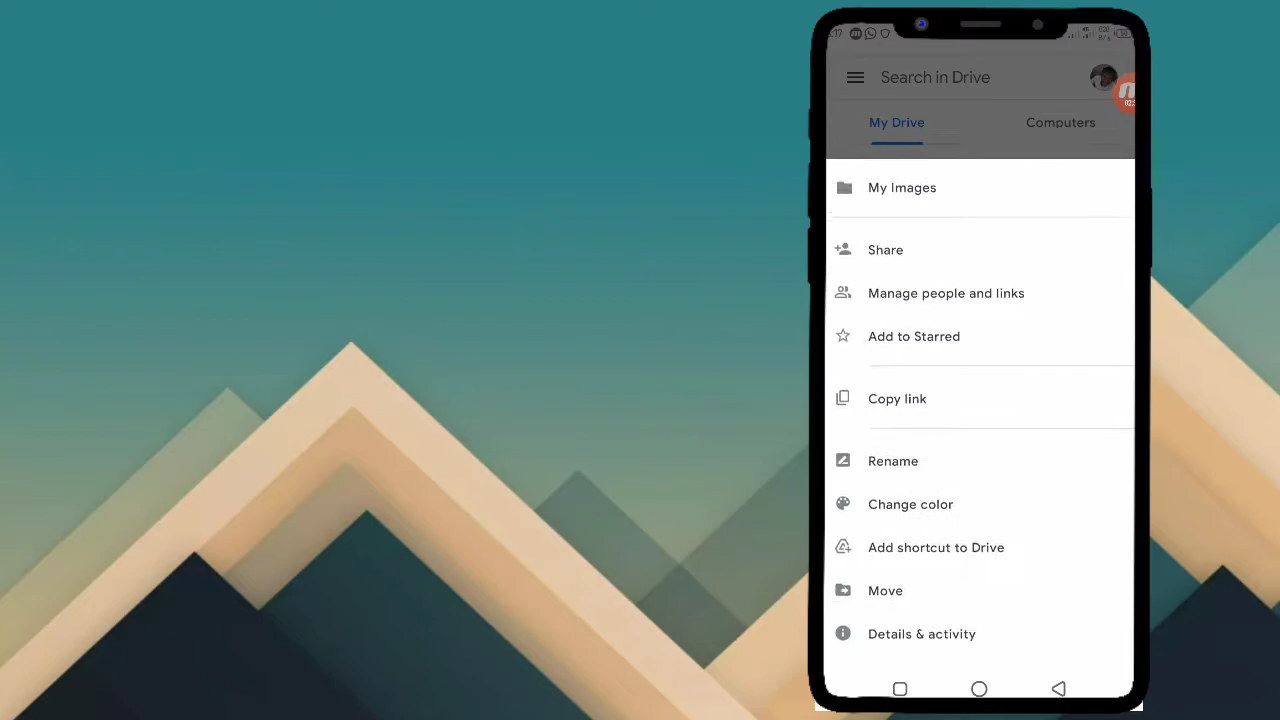 Search in Drive
My Drive
Computers
My Images
Share
Manage people and links
Add to Starred
Copy link
Rename
Change color
Add shortcut to Drive
Move
Details & activity